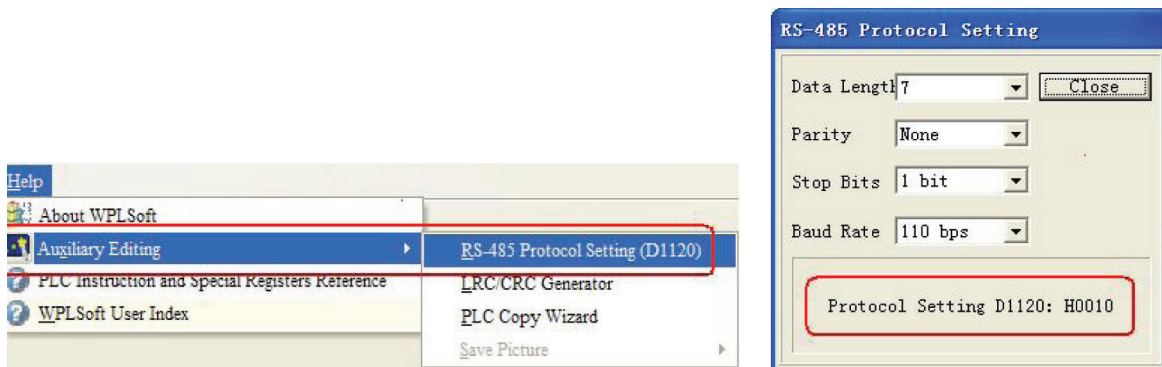 Help
About WPLSoft
Auxiliary Editing
PLC Instruction and Special Registers Reference
WPLSoft User Index
RS-485 Protocol Setting (D1120)
LRC/CRC Generator
PLC Copy Wizard
Save Picture
RS-485 Protocol Setting
Data Lengtl 7 Close
Parity None
Stop Bits 1 bit
Baud Rate 110 bps
Protocol Setting D1120: H0010